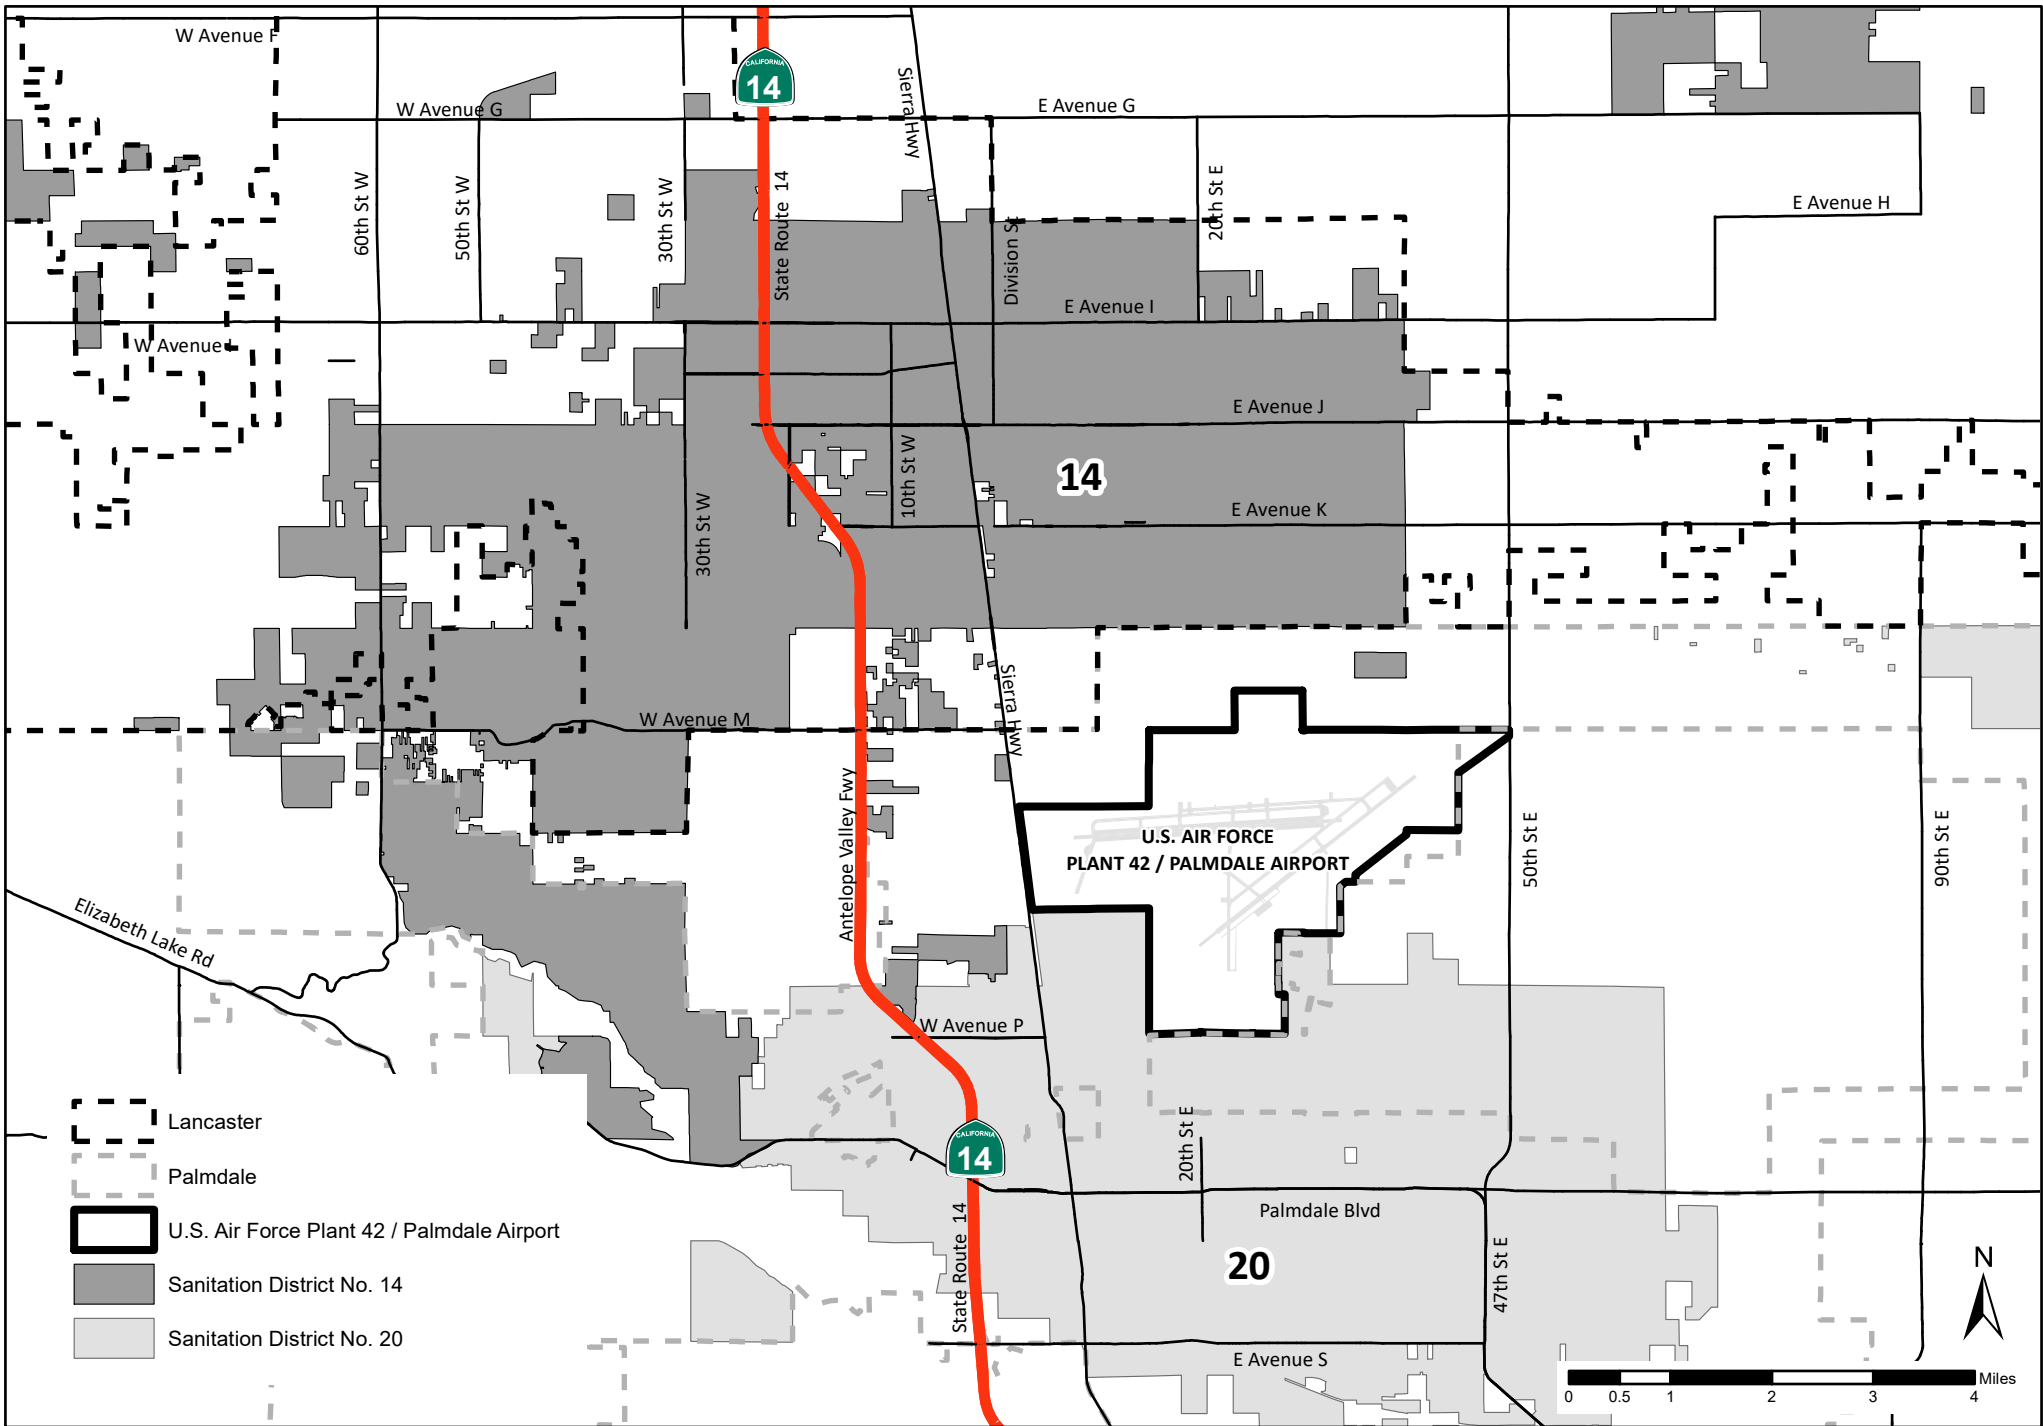 W Avenue F
CALIFORNIA
14
Sierra Hwy
W Avenue G
E Avenue G
60th St W
50th St W
30th St W
State Route 14
Division St
20th St E
E Avenue H
E Avenue I
W Avenue I
E Avenue J
10th St W
14
30th St W
E Avenue K
Sierra Hwy
W Avenue M
Antelope Valley Fwy
U.S. AIR FORCE
PLANT 42 / PALMDALE AIRPORT
50th St E
90th St E
Elizabeth Lake Rd
W Avenue P
CALIFORNIA
14
20th St E
Palmdale Blvd
State Route 14
20
47th St E
E Avenue S
Lancaster
Palmdale
U.S. Air Force Plant 42 / Palmdale Airport
Sanitation District No. 14
Sanitation District No. 20
N
Miles
0 0.5 1 2 3 4